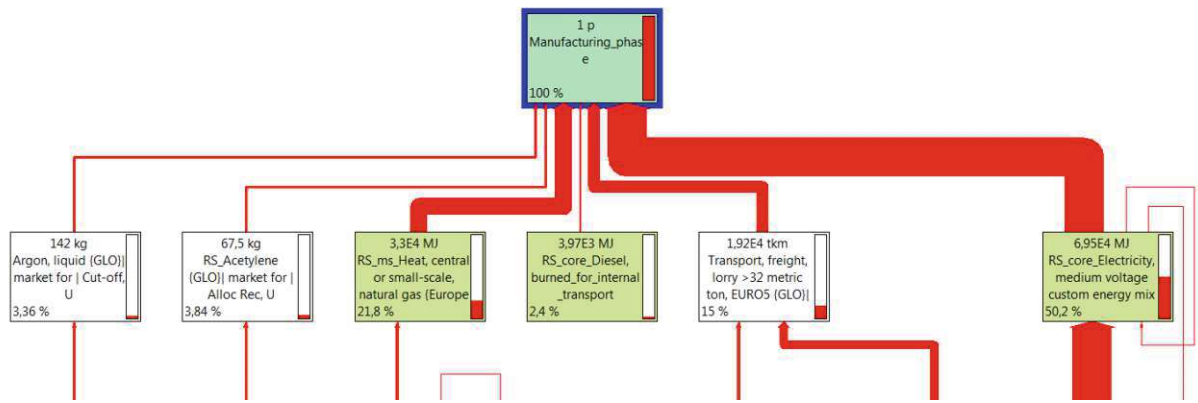 1 p
Manufacturing_phas
e
100 %
142 kg
Argon, liquid {GLO}|
market for | Cut-off,
U
3,36 %
67,5 kg
RS_Acetylene
{GLO}| market for |
Alloc Rec, U
3,84 %
3,3E4 MJ
RS_ms_Heat, central
or small-scale,
natural gas {Europe
21,8 %
3,97E3 MJ
RS_core_Diesel,
burned_for_internal
_transport
2,4 %
1,92E4 tkm
Transport, freight,
lorry >32 metric
ton, EURO5 {GLO}|
15 %
6,95E4 MJ
RS_core_Electricity,
medium voltage
custom energy mix
50,2 %